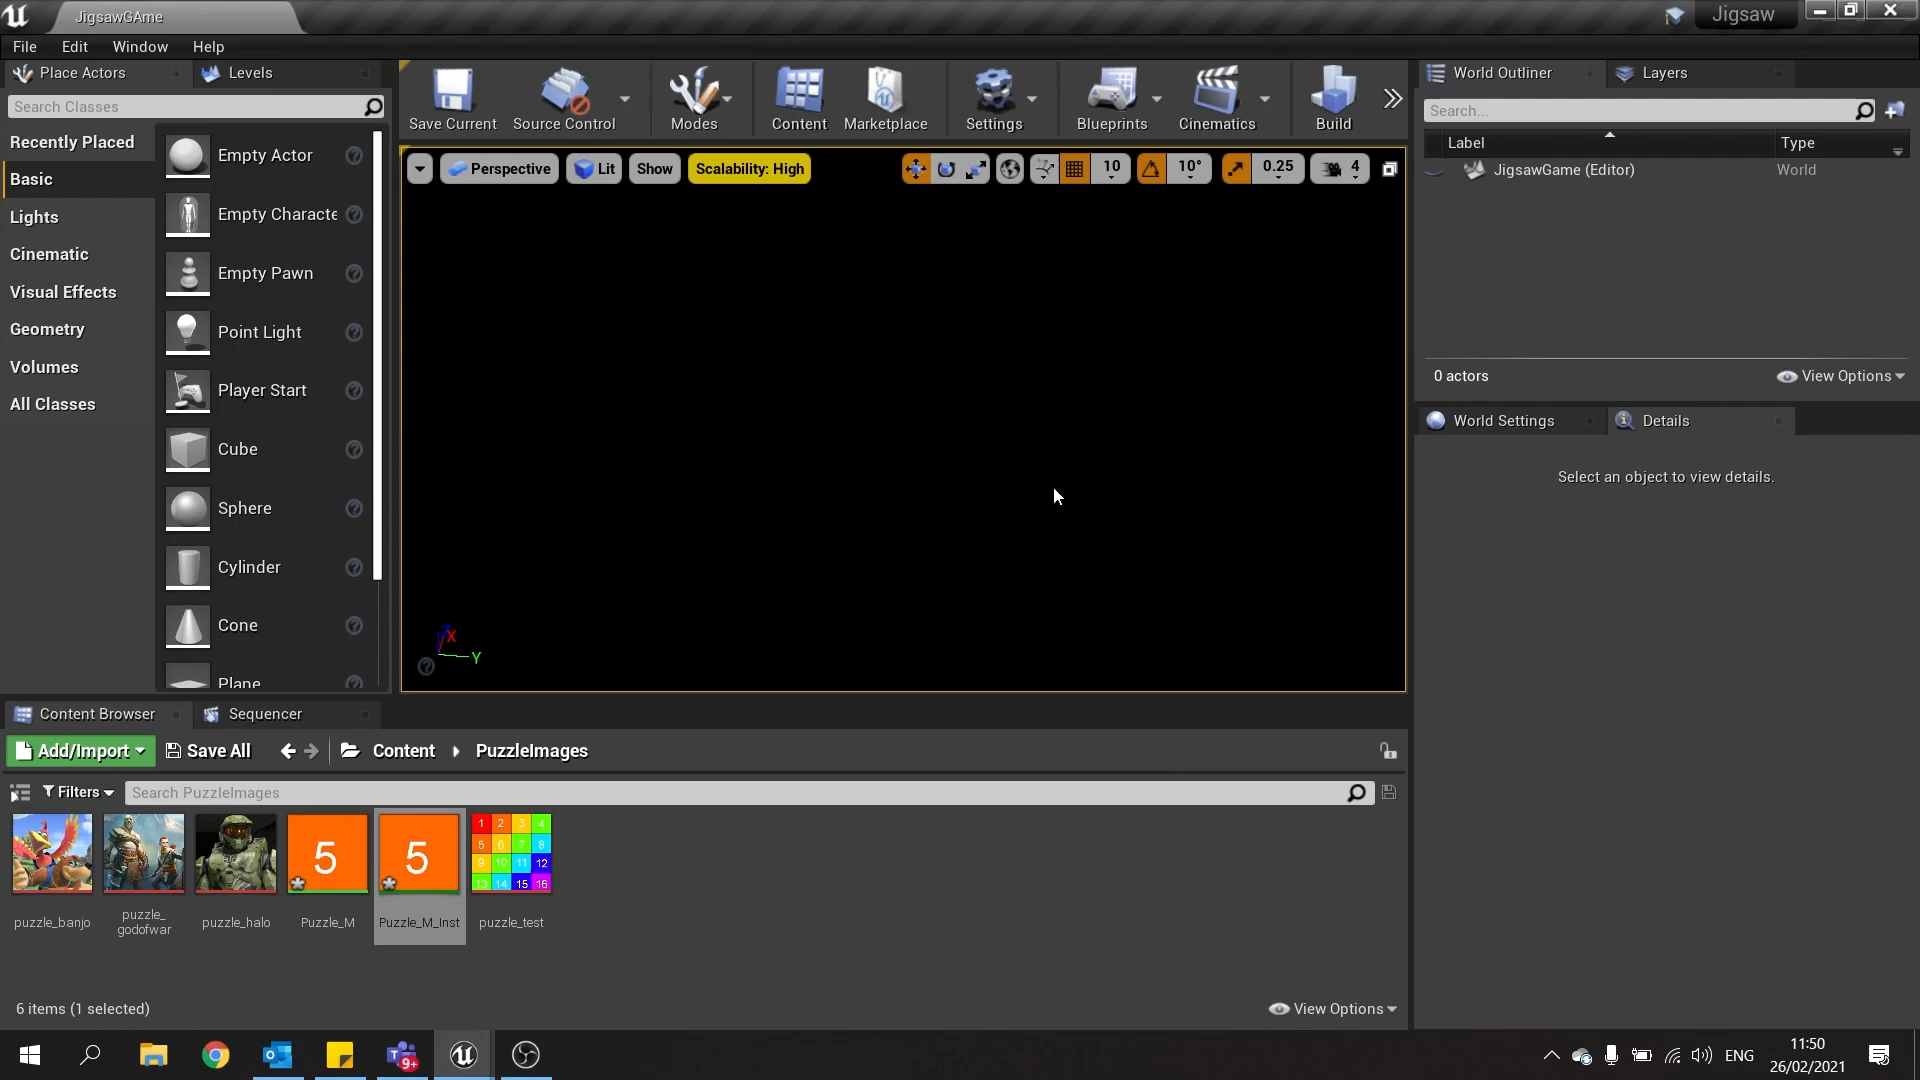 JigsawGAme
Jigsaw
File Edit Window Help
Place Actors
Levels
Search Classes
Recently Placed
Basic
Lights
Cinematic
Visual Effects
Geometry
Volumes
All Classes
Empty Actor
Empty Characte
Empty Pawn
Point Light
Player Start
Cube
Sphere
Cylinder
Cone
Plane
Save Current
Source Control
Modes
Content
Marketplace
Settings
Blueprints
Cinematics
Build
Perspective
Lit
Show
Scalability: High
10
10°
0.25
4
X
Y
World Outliner
Layers
Search...
Label
Type
JigsawGame (Editor)
World
0 actors
View Options
World Settings
Details
Select an object to view details.
Content Browser
Sequencer
Add/Import
Save All
Content
PuzzleImages
Filters
Search PuzzleImages
5
5
1 2 3 4
5 6 7 8
9 10 11 12
13 14 15 16
puzzle_banjo
puzzle_
godofwar
puzzle_halo
Puzzle_M
Puzzle_M_Inst
puzzle_test
6 items (1 selected)
View Options
9+
ENG
11:50
26/02/2021